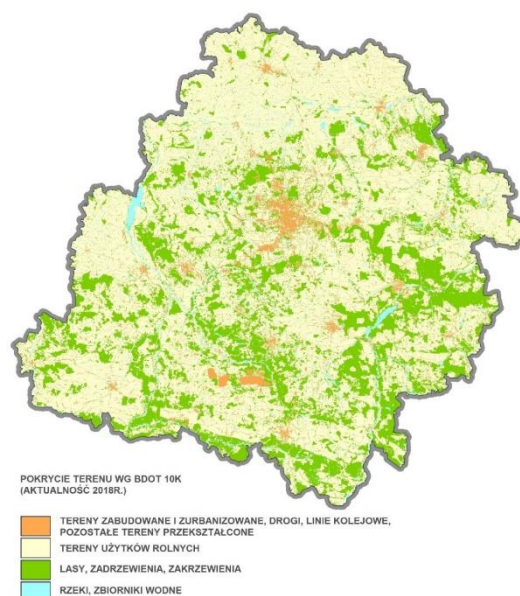 POKRYCIE TERENU WG BDOT 10K
(AKTUALNOŚĆ 2018R.)
TERENY ZABUDOWANE I ZURBANIZOWANE, DROGI, LINIE KOLEJOWE,
POZOSTAŁE TERENY PRZEKSZTAŁCONE
TERENY UŻYTKÓW ROLNYCH
LASY, ZADRZEWIENIA, ZAKRZEWIENIA
RZEKI, ZBIORNIKI WODNE